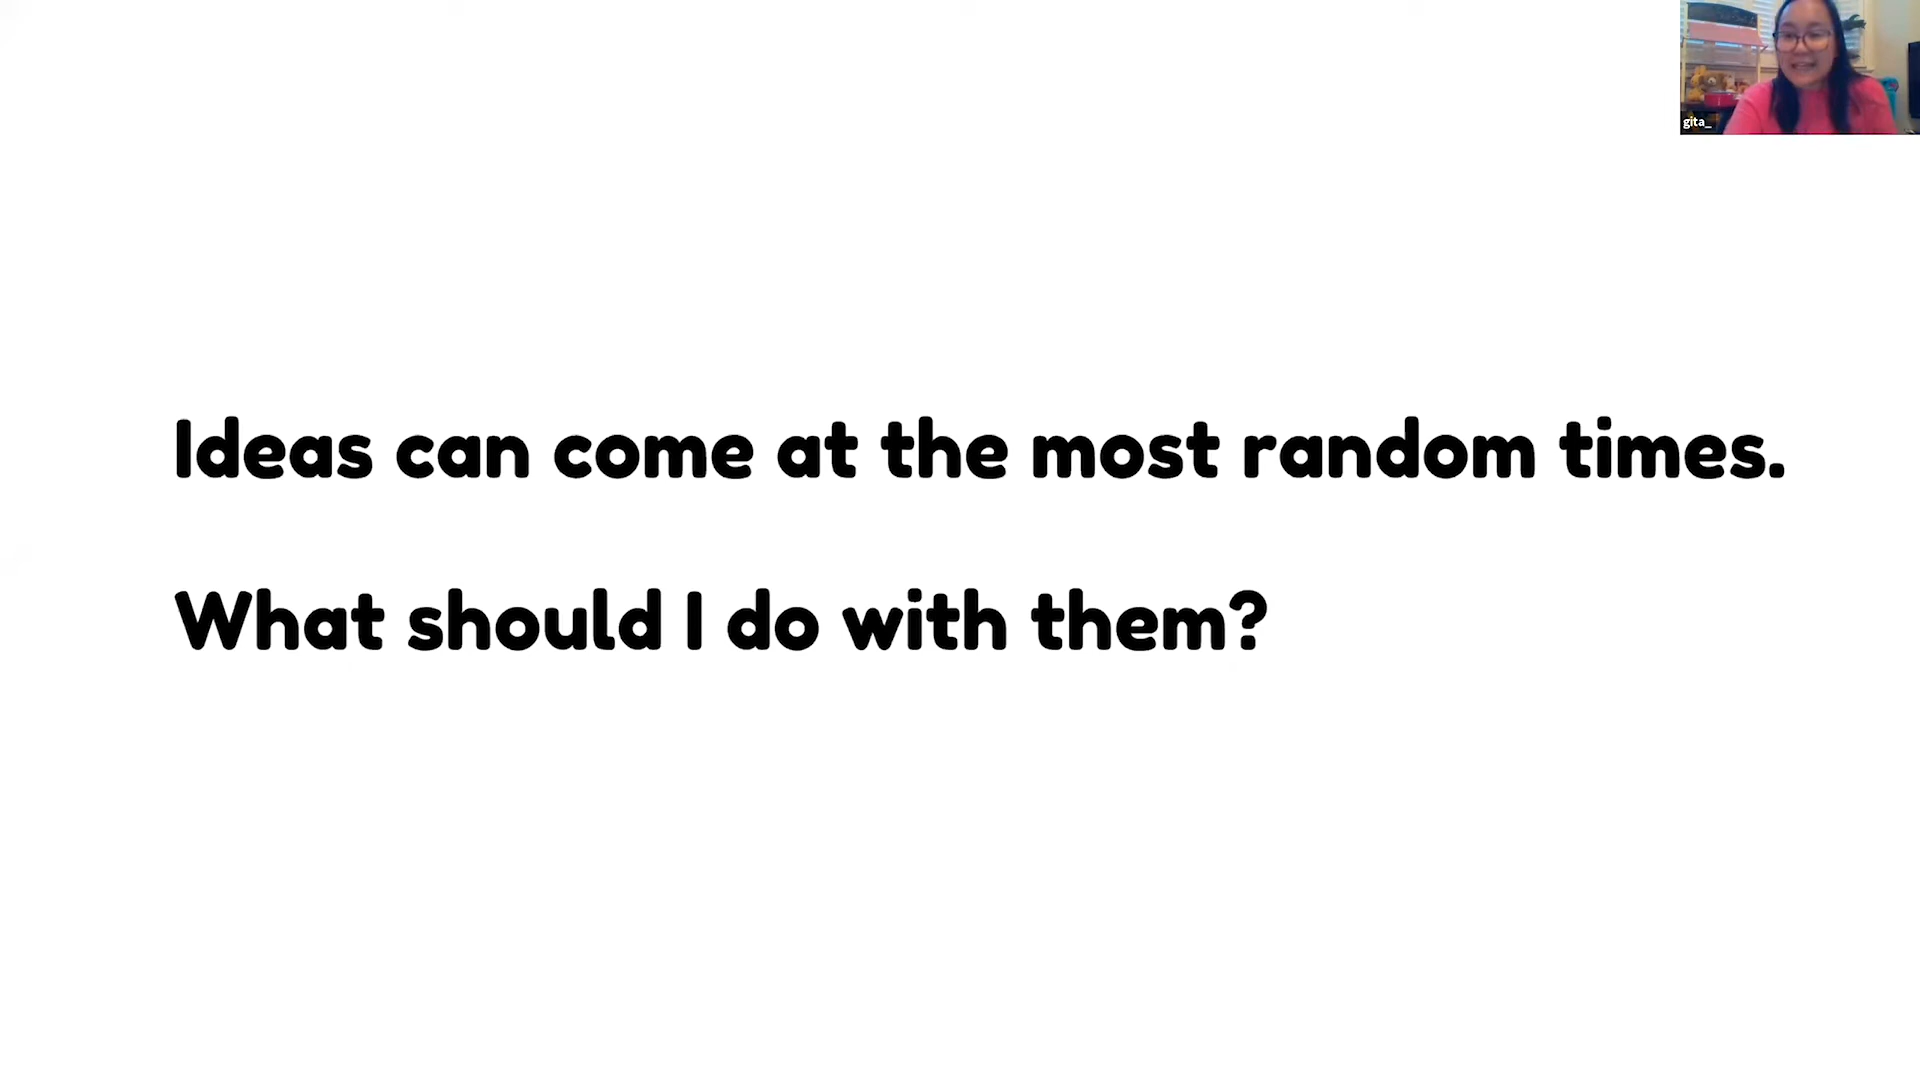 gita_
Ideas can come at the most random times.
What should I do with them?